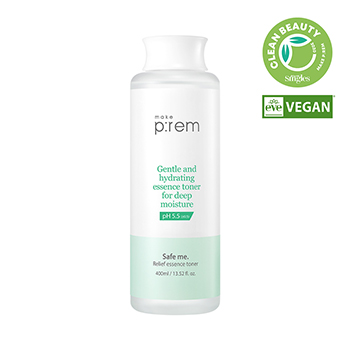 make
p:rem
Gentle and
hydrating
essence toner
for deep
moisture
pH 5.5
Safe me.
Relief essence toner
400ml / 13.52 fl. oz.
CLEAN BEAUTY
eve
VEGAN